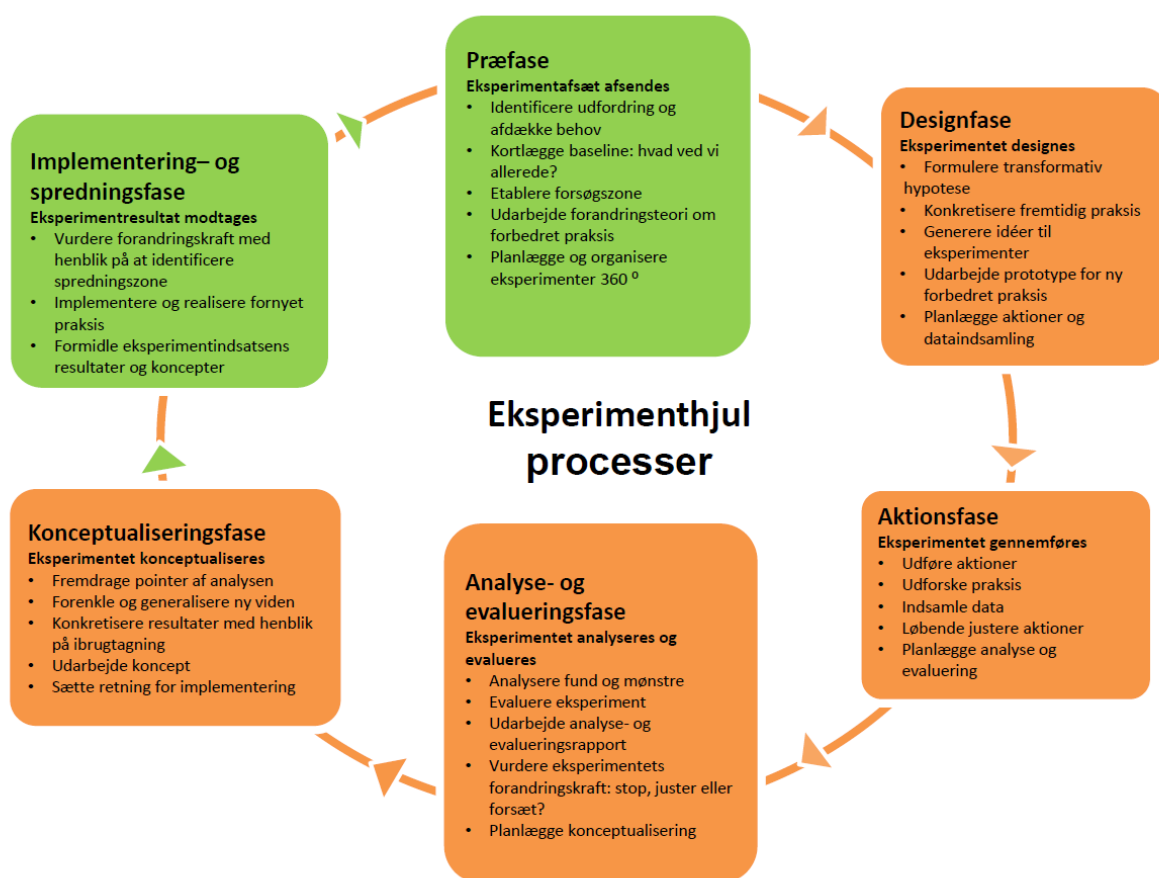 Præfase
Eksperimentafsæt afsendes
• Identificere udfordring og
afdække behov
• Kortlægge baseline: hvad ved vi
allerede?
• Etablere forsøgszone
• Udarbejde forandringsteori om
forbedret praksis
• Planlægge og organisere
eksperimenter 360 º
Designfase
Eksperimentet designes
• Formulere transformativ
hypotese
• Konkretisere fremtidig praksis
• Generere idéer til
eksperimenter
• Udarbejde prototype for ny
forbedret praksis
• Planlægge aktioner og
dataindsamling
Aktionsfase
Eksperimentet gennemføres
• Udføre aktioner
• Udforske praksis
• Indsamle data
• Løbende justere aktioner
• Planlægge analyse og
evaluering
Analyse- og
evalueringsfase
Eksperimentet analyseres og
evalueres
• Analysere fund og mønstre
• Evaluere eksperiment
• Udarbejde analyse- og
evalueringsrapport
• Vurdere eksperimentets
forandringskraft: stop, juster eller
forsæt?
• Planlægge konceptualisering
Konceptualiseringsfase
Eksperimentet konceptualiseres
• Fremdrage pointer af analysen
• Forenkle og generalisere ny viden
• Konkretisere resultater med henblik
på ibrugtagning
• Udarbejde koncept
• Sætte retning for implementering
Implementering– og
spredningsfase
Eksperimentresultat modtages
• Vurdere forandringskraft med
henblik på at identificere
spredningszone
• Implementere og realisere fornyet
praksis
• Formidle eksperimentindsatsens
resultater og koncepter
Eksperimenthjul
processer